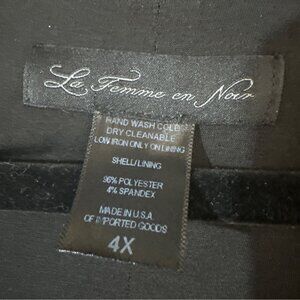 La Femme en Noir
HAND WASH COLD
DRY CLEANABLE
LOW IRON ONLY ON LINING
SHELL/LINING
96% POLYESTER
4% SPANDEX
MADE IN U.S.A
OF IMPORTED GOODS
4X